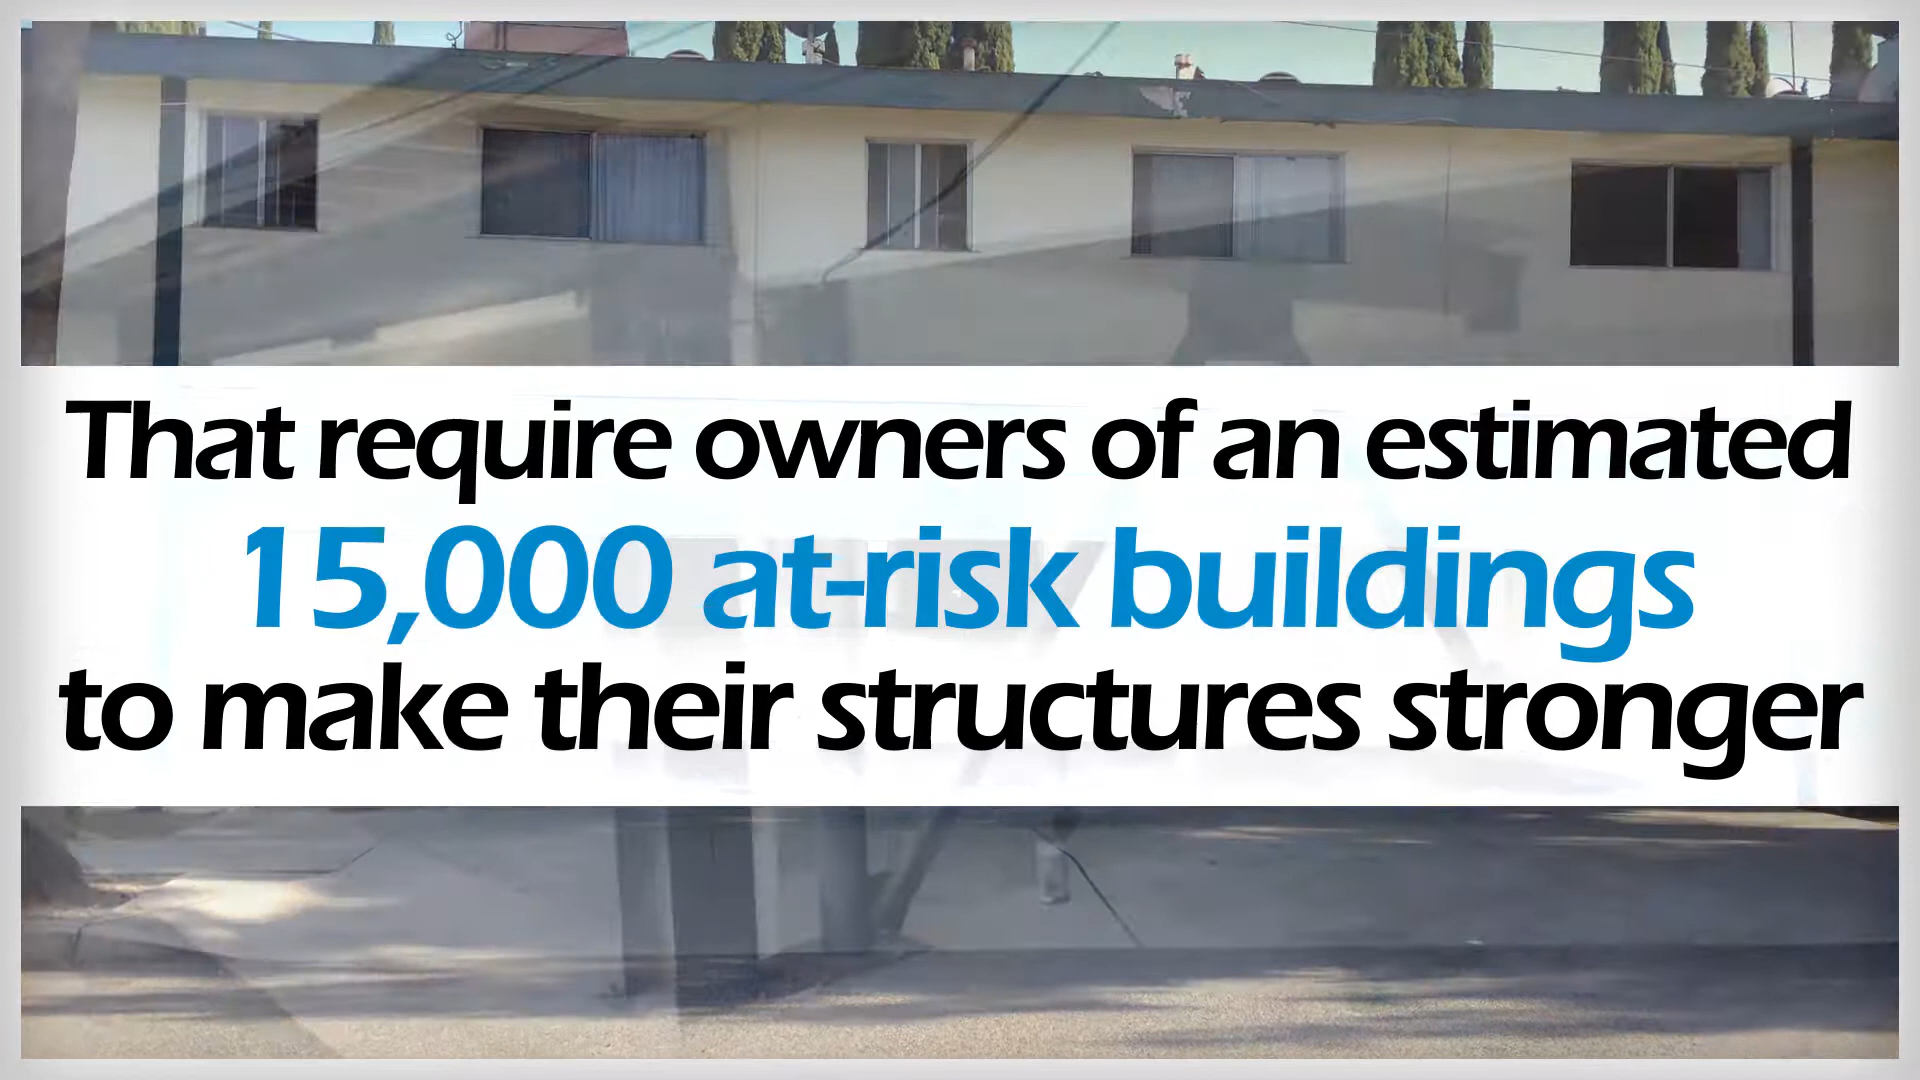 That require owners of an estimated
15,000 at-risk buildings
to make their structures stronger